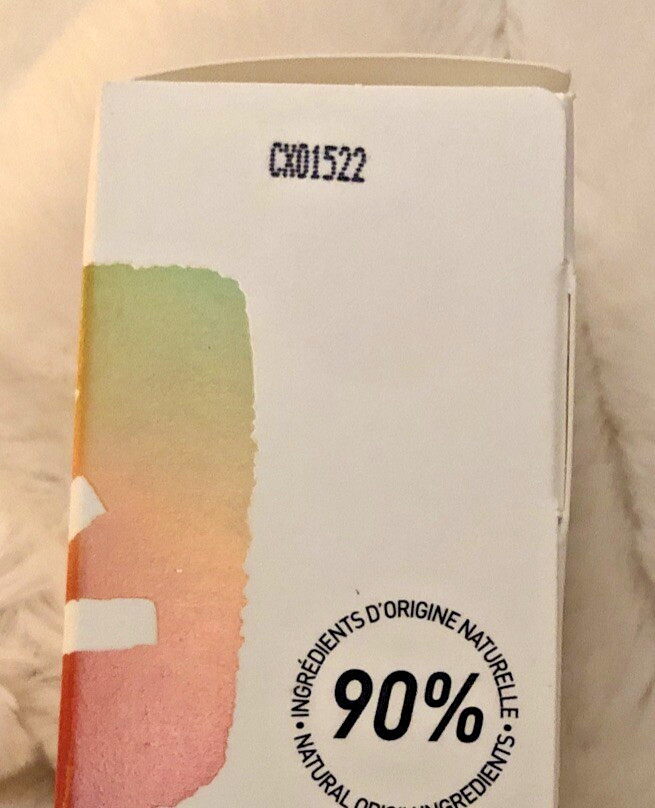 CX01522
• INGRÉDIENTS D'ORIGINE NATURELLE •
90%
NATURAL ORIGIN INGREDIENTS